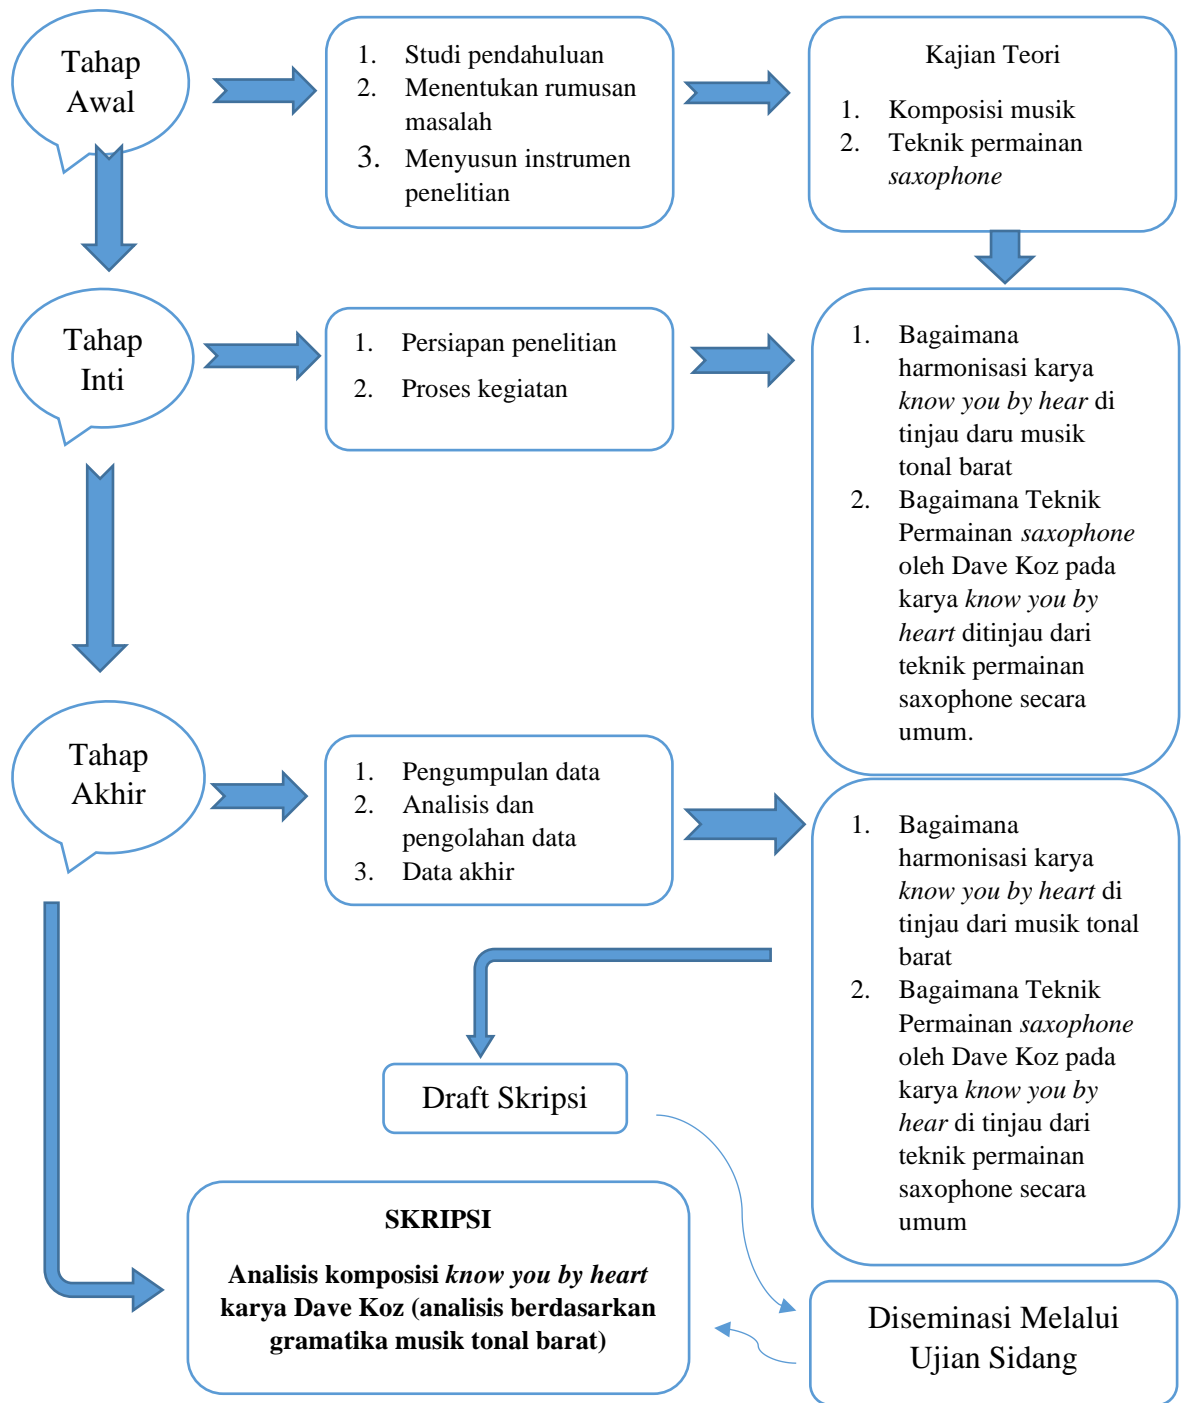 Tahap
Awal
1. Studi pendahuluan
2. Menentukan rumusan
masalah
3. Menyusun instrumen
penelitian
Kajian Teori
1. Komposisi musik
2. Teknik permainan
saxophone
Tahap
Inti
1. Persiapan penelitian
2. Proses kegiatan
1. Bagaimana
harmonisasi karya
know you by hear di
tinjau daru musik
tonal barat
2. Bagaimana Teknik
Permainan saxophone
oleh Dave Koz pada
karya know you by
heart ditinjau dari
teknik permainan
saxophone secara
umum.
Tahap
Akhir
1. Pengumpulan data
2. Analisis dan
pengolahan data
3. Data akhir
1. Bagaimana
harmonisasi karya
know you by heart di
tinjau dari musik tonal
barat
2. Bagaimana Teknik
Permainan saxophone
oleh Dave Koz pada
karya know you by
hear di tinjau dari
teknik permainan
saxophone secara
umum
Draft Skripsi
SKRIPSI
Analisis komposisi know you by heart
karya Dave Koz (analisis berdasarkan
gramatika musik tonal barat)
Diseminasi Melalui
Ujian Sidang